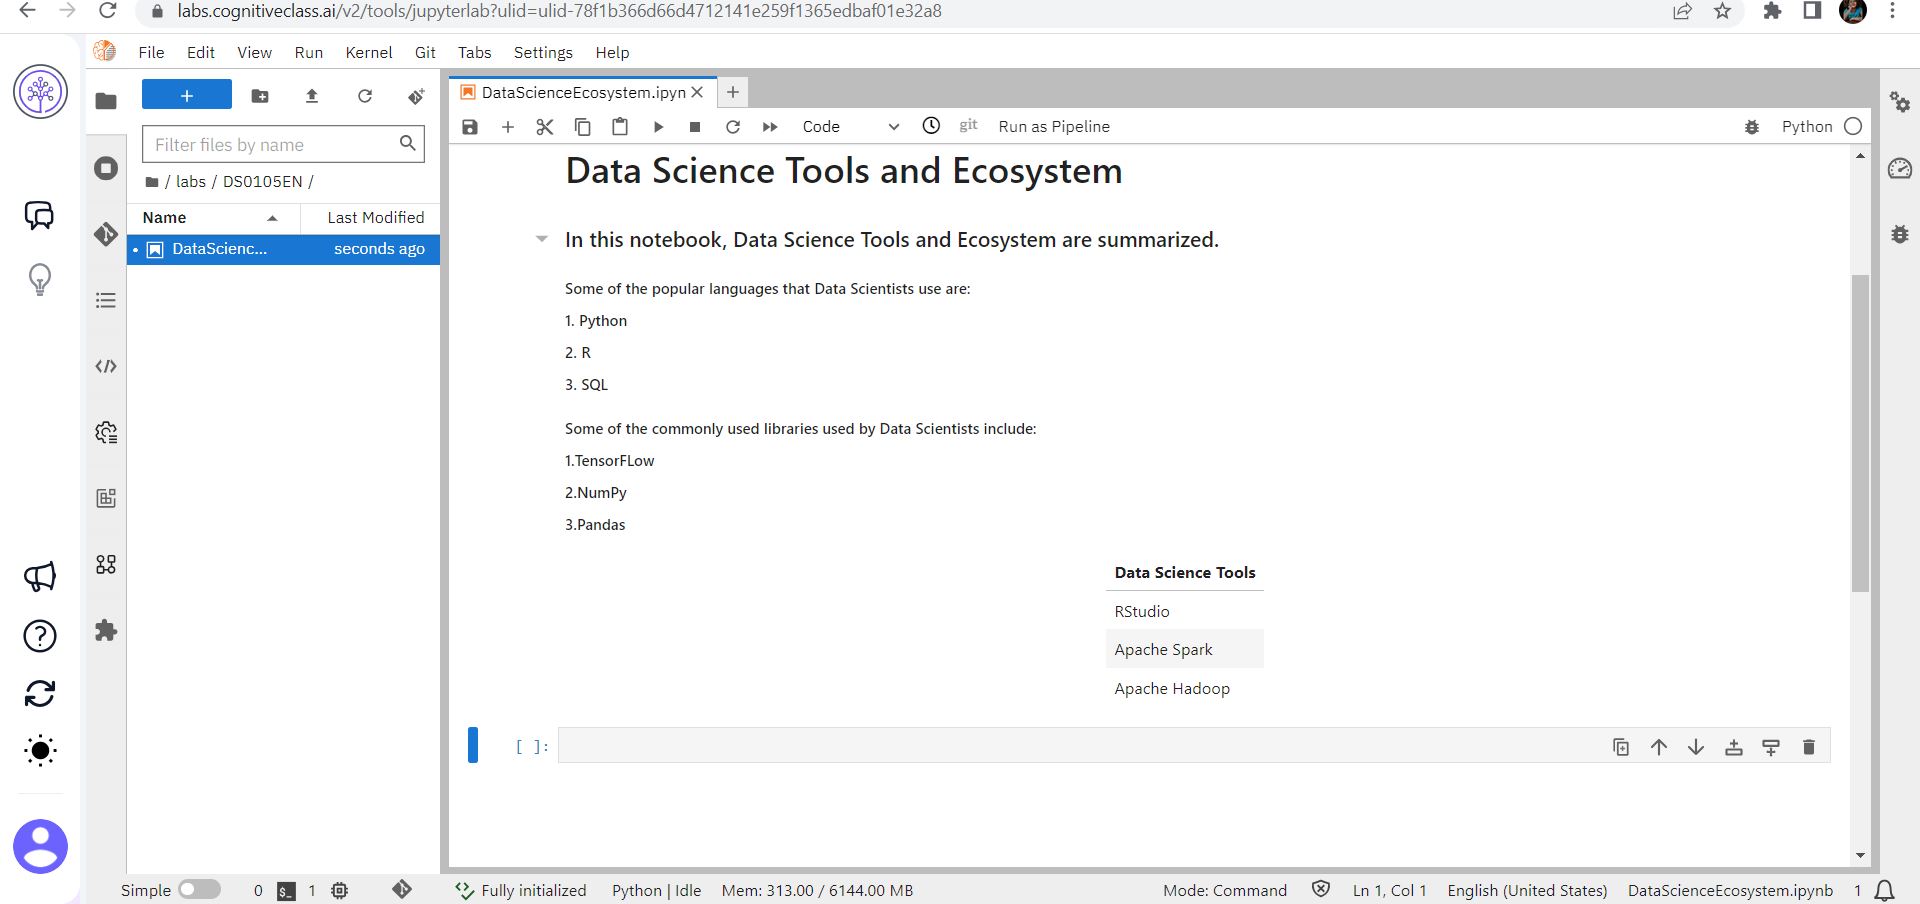 labs.cognitiveclass.ai/v2/tools/jupyterlab?ulid=ulid-78f1b366d66d4712141e259f1365edbaf01e32a8
File Edit View Run Kernel Git Tabs Settings Help
DataScienceEcosystem.ipyn
Code git Run as Pipeline Python
Filter files by name
/ labs / DS0105EN /
Name Last Modified
DataScienc... seconds ago
Data Science Tools and Ecosystem
In this notebook, Data Science Tools and Ecosystem are summarized.
Some of the popular languages that Data Scientists use are:
1. Python
2. R
3. SQL
Some of the commonly used libraries used by Data Scientists include:
1.TensorFLow
2.NumPy
3.Pandas
Data Science Tools
RStudio
Apache Spark
Apache Hadoop
[ ]:
Simple 0 $_ 1 Fully initialized Python | Idle Mem: 313.00 / 6144.00 MB Mode: Command Ln 1, Col 1 English (United States) DataScienceEcosystem.ipynb 1